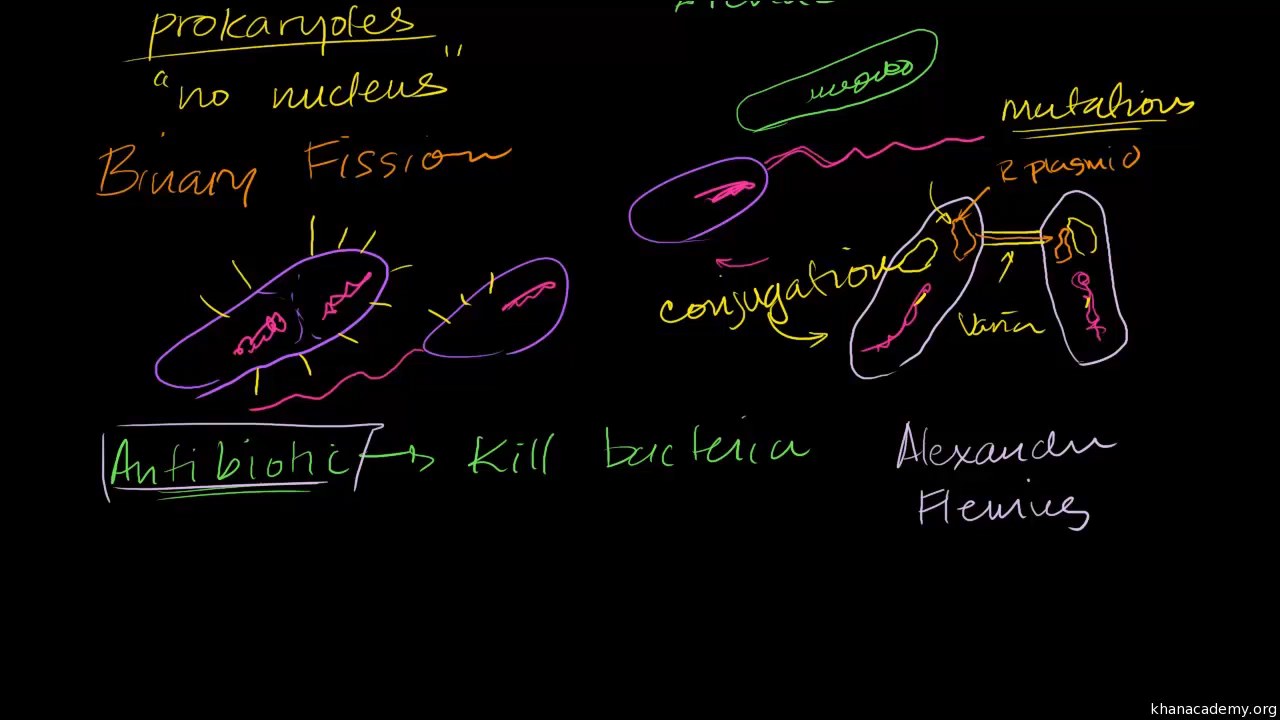 prokaryotes
"no nucleus"
Binary Fission
mutations
R plasmid
conjugation
Antibiotic → Kill bacteria
Alexander
Fleming
khanacademy.org